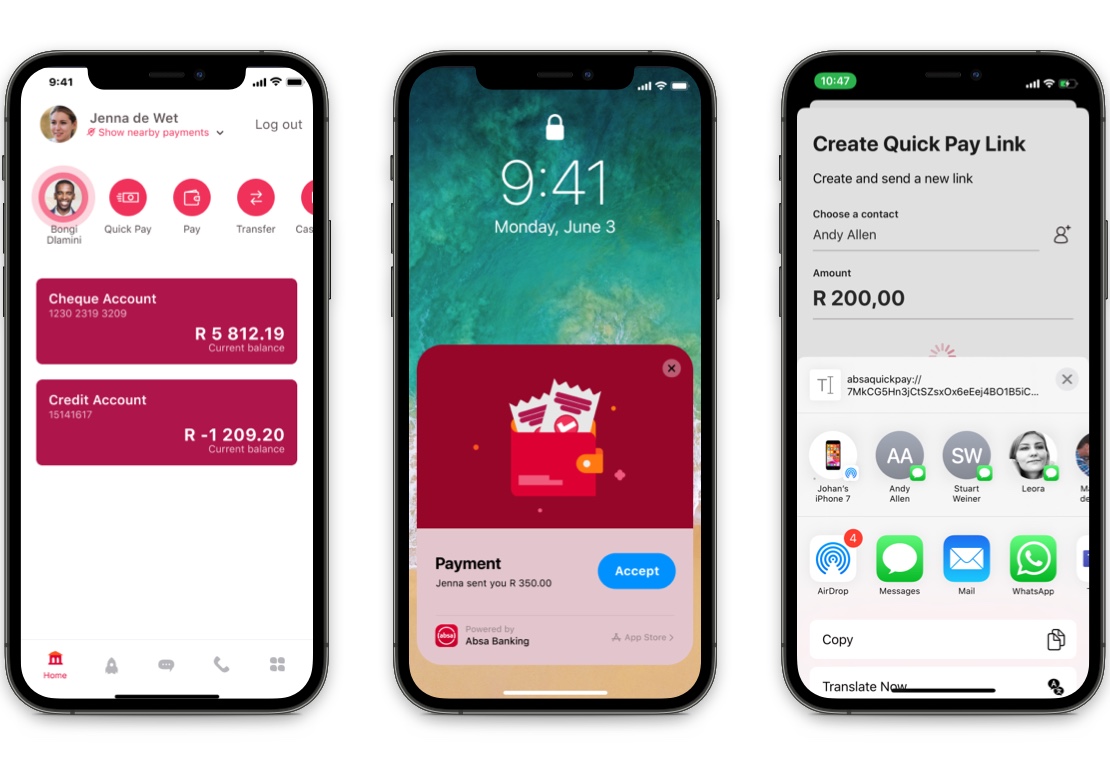 9:41
Jenna de Wet
Show nearby payments
Log out
Bongi
Dlamini
Quick Pay
Pay
Transfer
Cas
Cheque Account
1230 2319 3209
R 5 812.19
Current balance
Credit Account
15141617
R -1 209.20
Current balance
Home
9:41
Monday, June 3
Payment
Jenna sent you R 350.00
Accept
Powered by
absa
Absa Banking
App Store
10:47
Create Quick Pay Link
Create and send a new link
Choose a contact
Andy Allen
Amount
R 200,00
absaquickpay://
7MkCG5Hn3jCtSZsxOx6eEej4BO1B5iC...
AA
SW
Johan's
iPhone 7
Andy
Allen
Stuart
Weiner
Leora
Ma
de
4
AirDrop
Messages
Mail
WhatsApp
Copy
Translate Now